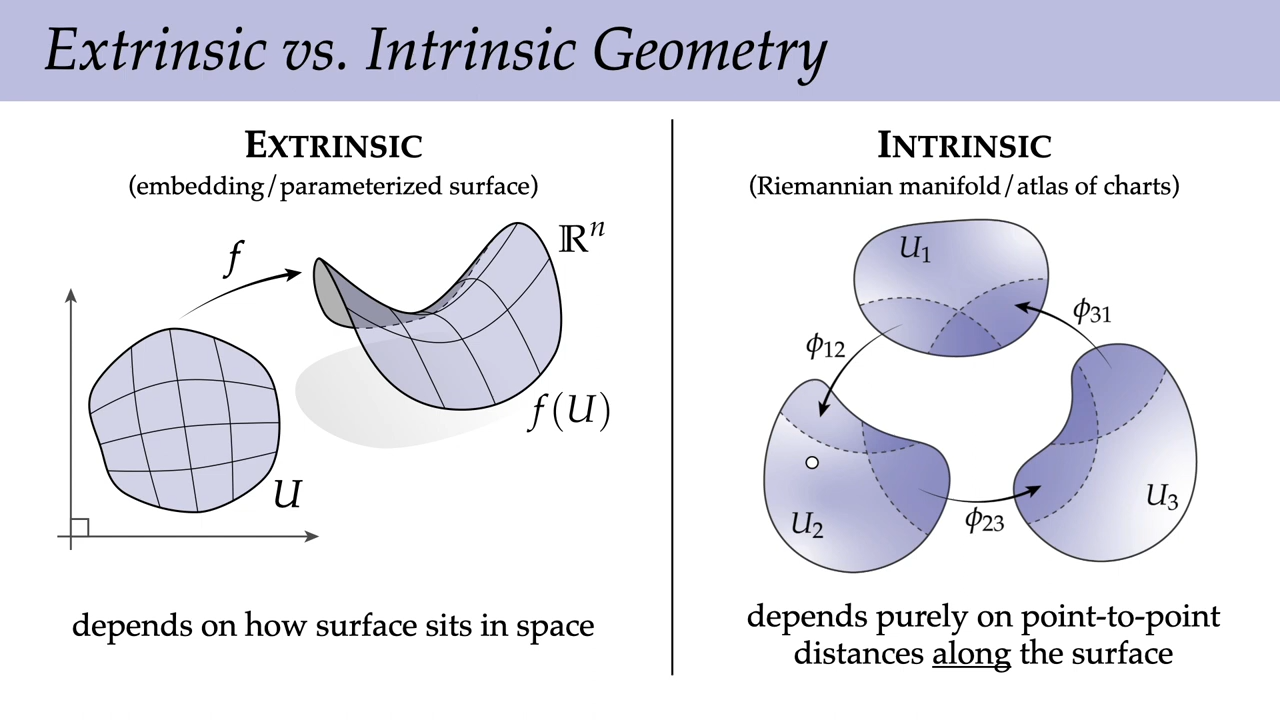 Extrinsic vs. Intrinsic Geometry
EXTRINSIC
(embedding/parameterized surface)
f
ℝⁿ
f(U)
U
depends on how surface sits in space
INTRINSIC
(Riemannian manifold/atlas of charts)
U₁
ϕ₃₁
ϕ₁₂
U₂
U₃
ϕ₂₃
depends purely on point-to-point
distances along the surface